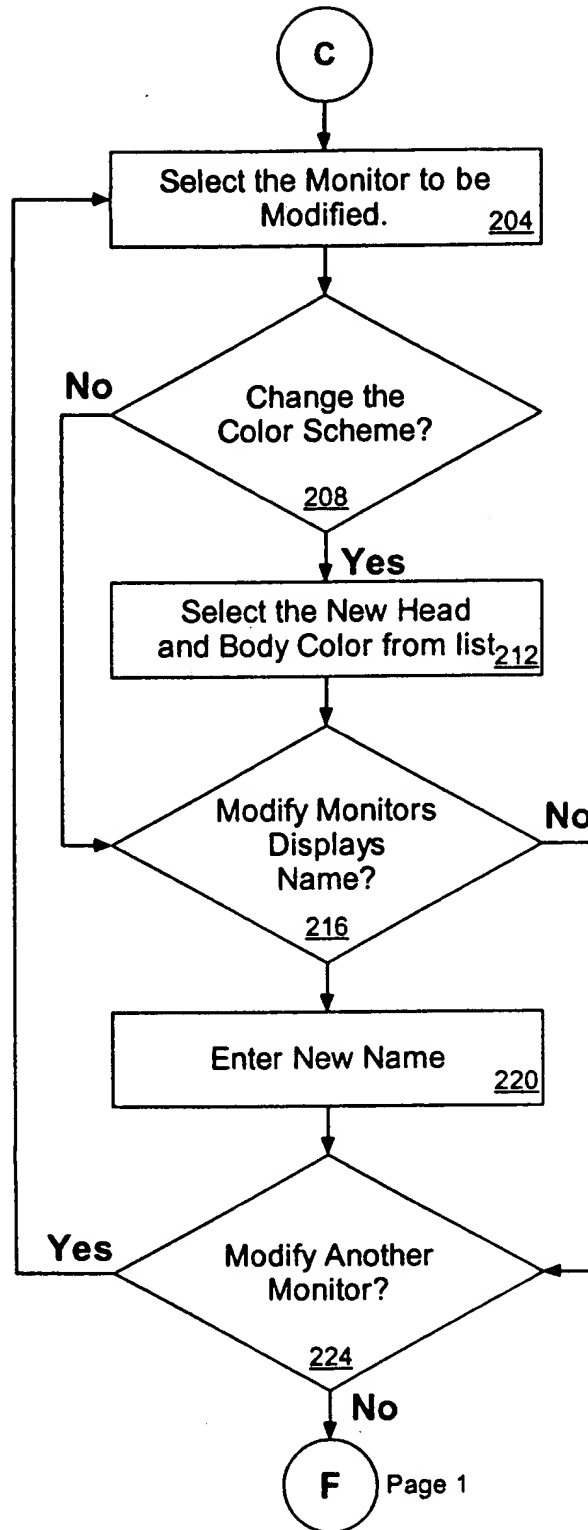 C
Select the Monitor to be
Modified.
204
No
Change the
Color Scheme?
208
Yes
Select the New Head
and Body Color from list
212
Modify Monitors
Displays
Name?
No
216
Enter New Name
220
Yes
Modify Another
Monitor?
224
No
F
Page 1